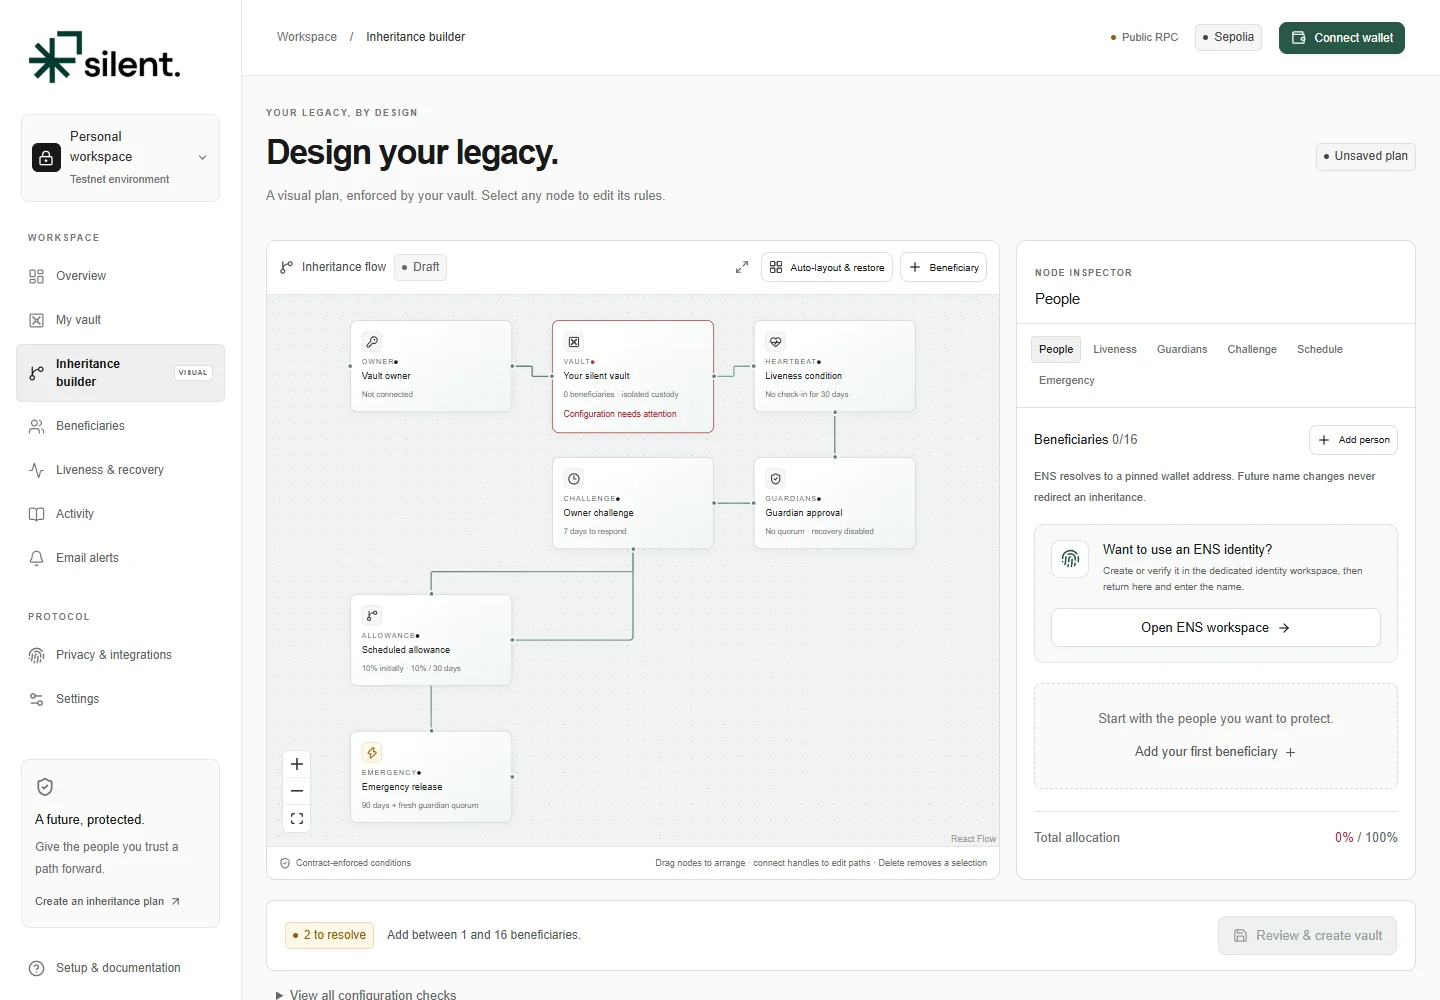 silent.
Personal
workspace
Testnet environment
WORKSPACE
Overview
My vault
Inheritance
builder
VISUAL
Beneficiaries
Liveness & recovery
Activity
Email alerts
PROTOCOL
Privacy & integrations
Settings
A future, protected.
Give the people you trust a
path forward.
Create an inheritance plan
Setup & documentation
Workspace / Inheritance builder
Public RPC
Sepolia
Connect wallet
YOUR LEGACY, BY DESIGN
Design your legacy.
A visual plan, enforced by your vault. Select any node to edit its rules.
Unsaved plan
Inheritance flow
Draft
Auto-layout & restore
Beneficiary
OWNER
Vault owner
Not connected
VAULT
Your silent vault
0 beneficiaries · isolated custody
Configuration needs attention
HEARTBEAT
Liveness condition
No check-in for 30 days
CHALLENGE
Owner challenge
7 days to respond
GUARDIANS
Guardian approval
No quorum · recovery disabled
ALLOWANCE
Scheduled allowance
10% initially · 10% / 30 days
EMERGENCY
Emergency release
90 days + fresh guardian quorum
React Flow
Contract-enforced conditions
Drag nodes to arrange · connect handles to edit paths · Delete removes a selection
NODE INSPECTOR
People
People
Liveness
Guardians
Challenge
Schedule
Emergency
Beneficiaries 0/16
Add person
ENS resolves to a pinned wallet address. Future name changes never
redirect an inheritance.
Want to use an ENS identity?
Create or verify it in the dedicated identity workspace, then
return here and enter the name.
Open ENS workspace
Start with the people you want to protect.
Add your first beneficiary
Total allocation
0% / 100%
2 to resolve
Add between 1 and 16 beneficiaries.
Review & create vault
View all configuration checks